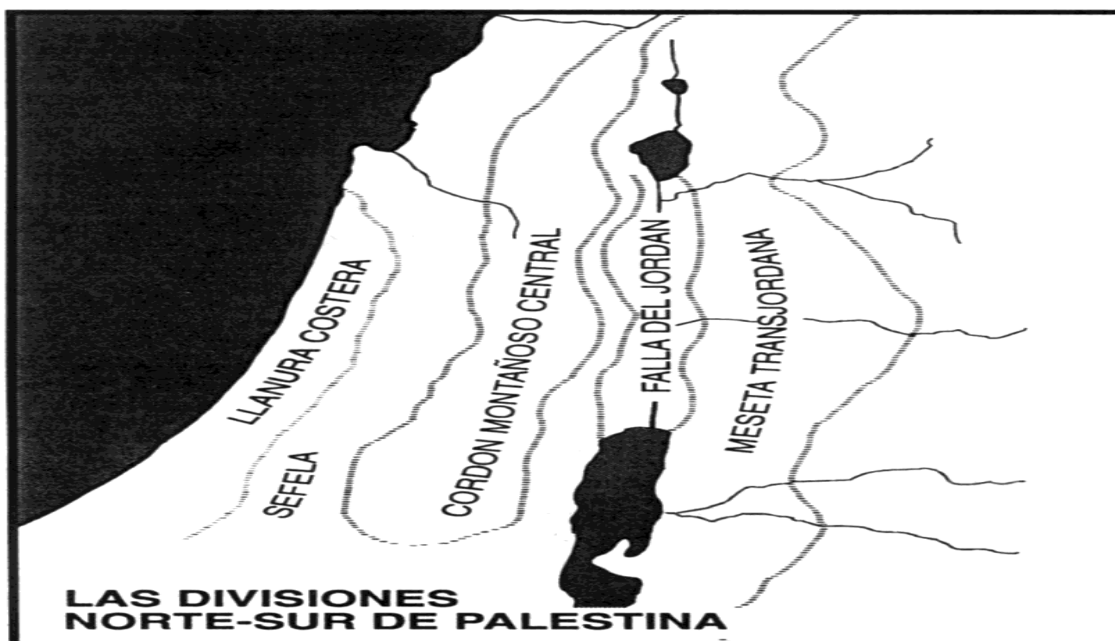 LLANURA COSTERA
SEFELA
CORDON MONTAÑOSO CENTRAL
FALLA DEL JORDAN
MESETA TRANSJORDANA
LAS DIVISIONES
NORTE-SUR DE PALESTINA